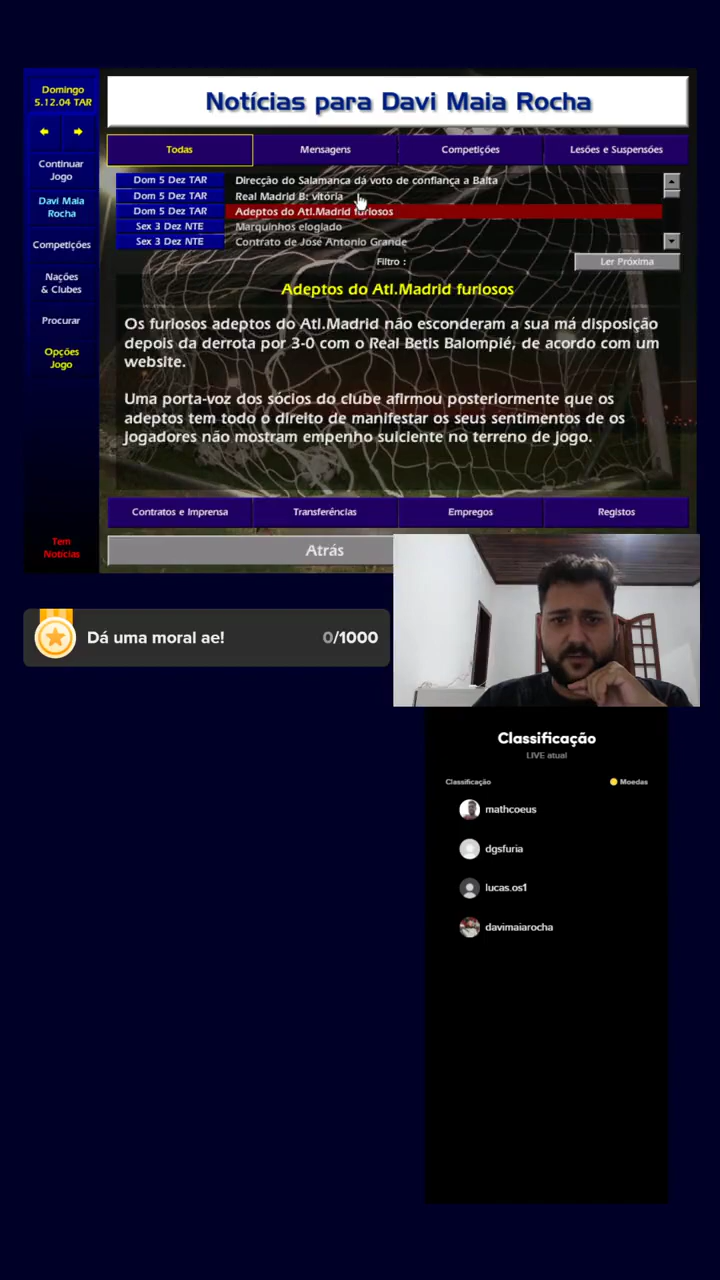 Domingo
5.12.04 TAR
Continuar
Jogo
Davi Maia
Rocha
Competições
Nações
& Clubes
Procurar
Opções
Jogo
Tem
Notícias
Notícias para Davi Maia Rocha
Todas
Mensagens
Competições
Lesões e Suspensões
Dom 5 Dez TAR Direcção do Salamanca dá voto de confiança a Balta
Dom 5 Dez TAR Real Madrid B: vitória
Dom 5 Dez TAR Adeptos do Atl.Madrid furiosos
Sex 3 Dez NTE Marquinhos elogiado
Sex 3 Dez NTE Contrato de José Antonio Grande
Filtro :
Ler Próxima
Adeptos do Atl.Madrid furiosos
Os furiosos adeptos do Atl.Madrid não esconderam a sua má disposição
depois da derrota por 3-0 com o Real Betis Balompié, de acordo com um
website.
Uma porta-voz dos sócios do clube afirmou posteriormente que os
adeptos tem todo o direito de manifestar os seus sentimentos de os
jogadores não mostram empenho suiciente no terreno de jogo.
Contratos e Imprensa
Transferências
Empregos
Registos
Atrás
Dá uma moral ae! 0/1000
Classificação
LIVE atual
Classificação Moedas
mathcoeus
dgsfuria
lucas.os1
davimaiarocha